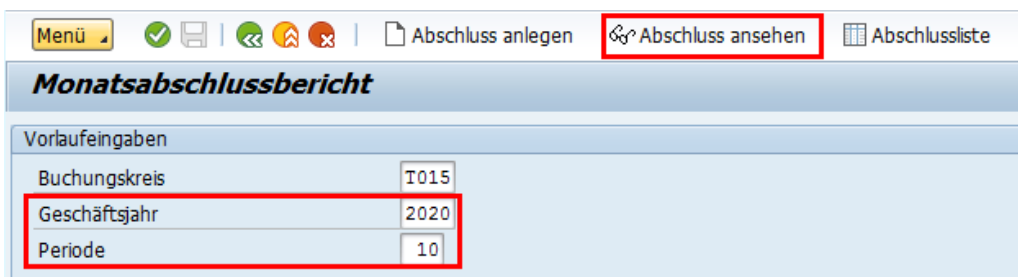 Menü Abschluss anlegen Abschluss ansehen Abschlussliste
Monatsabschlussbericht
Vorlaufeingaben
Buchungskreis T015
Geschäftsjahr 2020
Periode 10